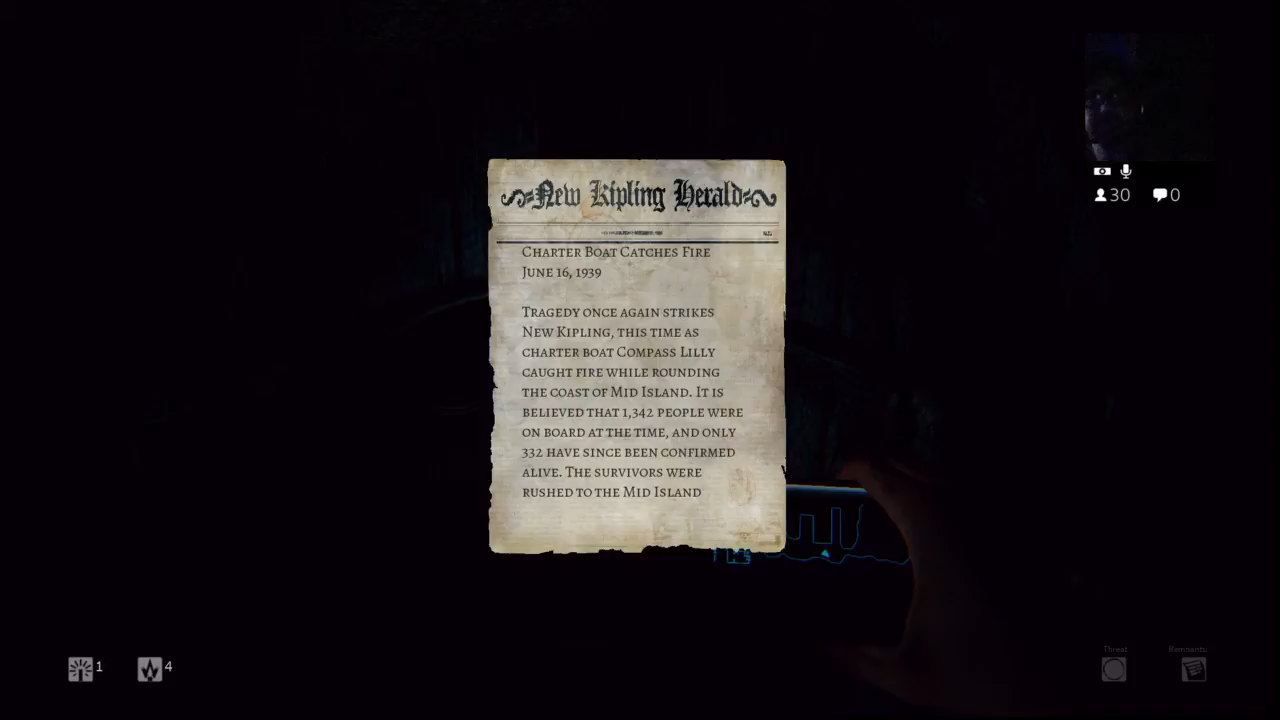 New Kipling Herald
CHARTER BOAT CATCHES FIRE
JUNE 16, 1939
TRAGEDY ONCE AGAIN STRIKES
NEW KIPLING, THIS TIME AS
CHARTER BOAT COMPASS LILLY
CAUGHT FIRE WHILE ROUNDING
THE COAST OF MID ISLAND. IT IS
BELIEVED THAT 1,342 PEOPLE WERE
ON BOARD AT THE TIME, AND ONLY
332 HAVE SINCE BEEN CONFIRMED
ALIVE. THE SURVIVORS WERE
RUSHED TO THE MID ISLAND
30 0
1 4
Threat
Remnants: